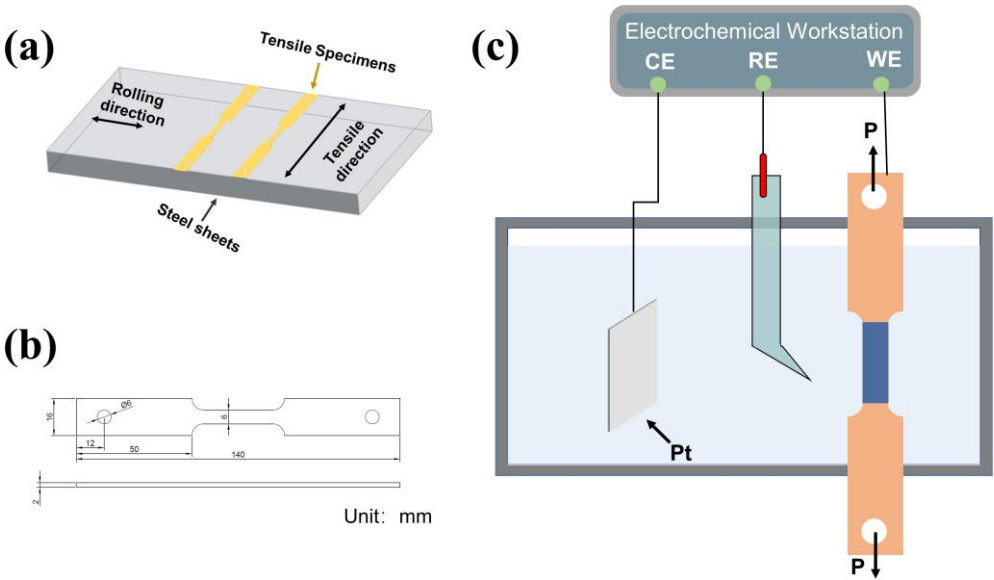 (a)
Tensile Specimens
Rolling
direction
Tensile
direction
Steel sheets
(b)
16
Ø6
12
50
140
6
2
Unit: mm
(c)
Electrochemical Workstation
CE
RE
WE
P
Pt
P